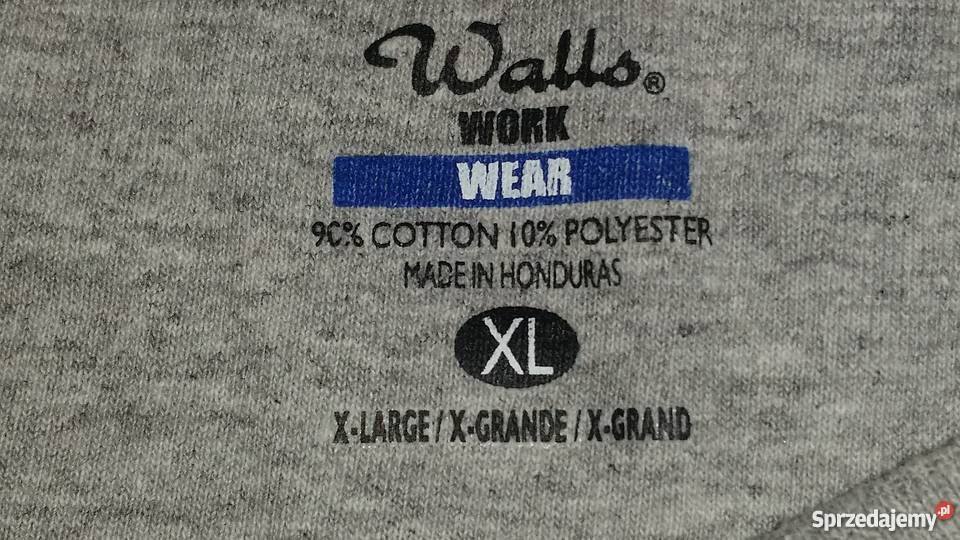 Walls®
WORK
WEAR
90% COTTON 10% POLYESTER
MADE IN HONDURAS
XL
X-LARGE / X-GRANDE / X-GRAND
Sprzedajemy.pl